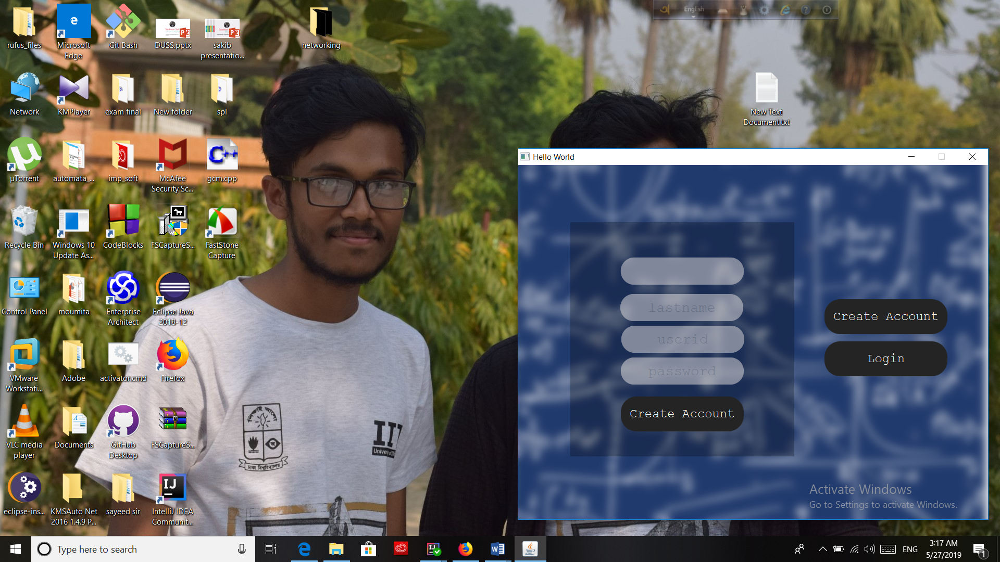 English
rufus_files
Microsoft
Edge
Git Bash
DUSS.pptx
sakib
presentatio...
networking
Network
KMPlayer
exam final
New folder
spl
New Text
Document.txt
µTorrent
automata_...
imp_soft
McAfee
Security Sc...
gcm.cpp
C++
Recycle Bin
Windows 10
Update As...
CodeBlocks
FSCaptureS...
FastStone
Capture
Control Panel
moumita
Enterprise
Architect
Eclipse Java
2018-12
VMware
Workstati...
Adobe
activator.cmd
Firefox
VLC media
player
Documents
GitHub
Desktop
FSCaptureS...
eclipse-ins...
KMSAuto Net
2016 1.4.9 P...
sayeed sir
IJ
IntelliJ IDEA
Communit...
শিক্ষাই আলো
ঢাকা বিশ্ববিদ্যালয়
Hello World
lastname
userid
password
Create Account
Create Account
Login
Activate Windows
Go to Settings to activate Windows.
Type here to search
ENG
3:17 AM
5/27/2019
1